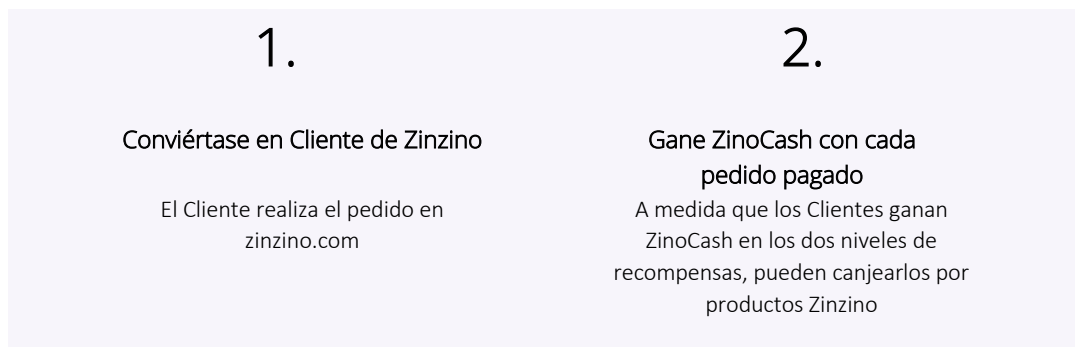 1.
Conviértase en Cliente de Zinzino
El Cliente realiza el pedido en
zinzino.com
2.
Gane ZinoCash con cada
pedido pagado
A medida que los Clientes ganan
ZinoCash en los dos niveles de
recompensas, pueden canjearlos por
productos Zinzino